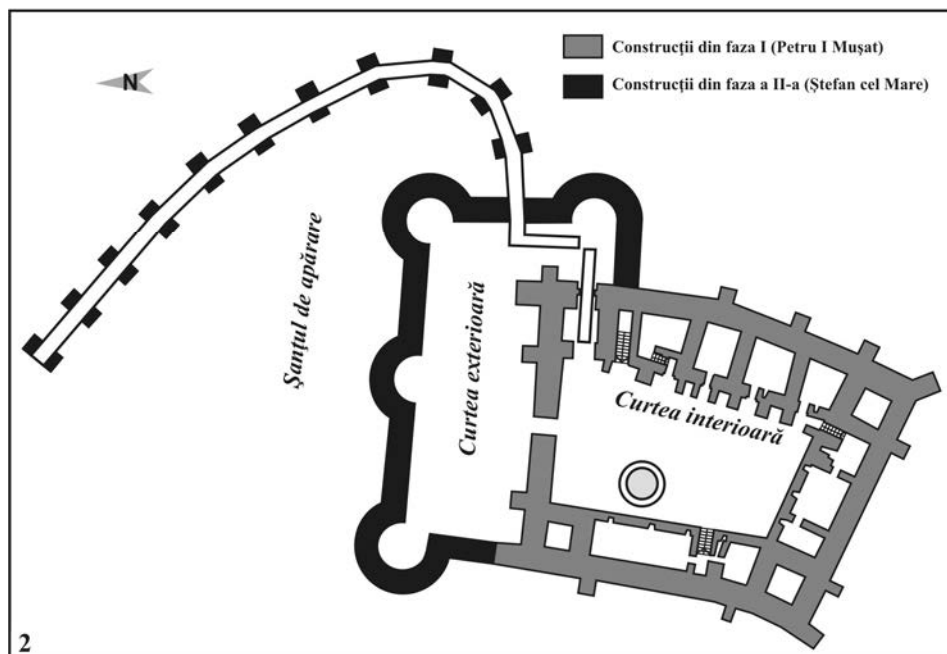 N
Construcții din faza I (Petru I Mușat)
Construcții din faza a II-a (Ștefan cel Mare)
Șanțul de apărare
Curtea exterioară
Curtea interioară
2